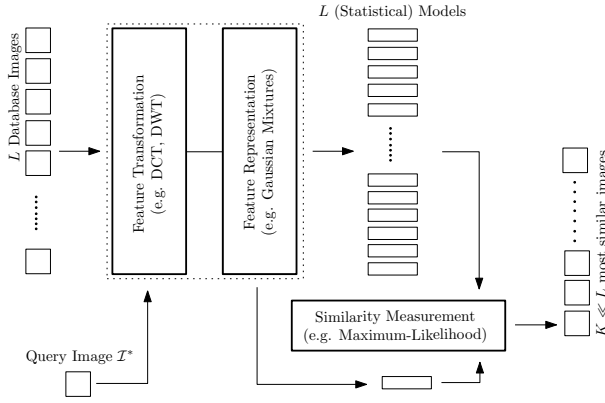 L (Statistical) Models
L Database Images
Feature Transformation
(e.g. DCT, DWT)
Feature Representation
(e.g. Gaussian Mixtures)
Similarity Measurement
(e.g. Maximum-Likelihood)
K ≪ L most similar images
Query Image 𝓘*